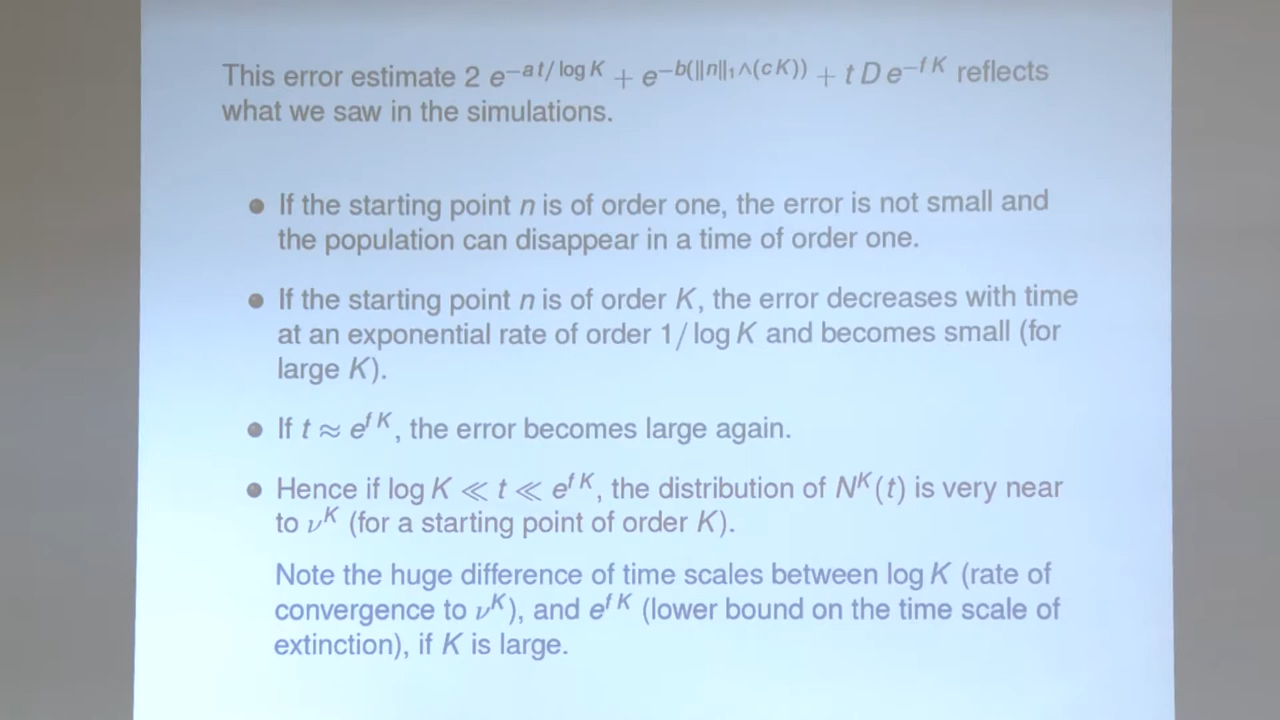 This error estimate 2 e^{−at/ log K} + e^{−b(‖n‖₁∧(cK))} + t D e^{−fK} reflects
what we saw in the simulations.
• If the starting point n is of order one, the error is not small and
the population can disappear in a time of order one.
• If the starting point n is of order K, the error decreases with time
at an exponential rate of order 1/ log K and becomes small (for
large K).
• If t ≈ e^{fK}, the error becomes large again.
• Hence if log K ≪ t ≪ e^{fK}, the distribution of N^K(t) is very near
to ν^K (for a starting point of order K).
Note the huge difference of time scales between log K (rate of
convergence to ν^K), and e^{fK} (lower bound on the time scale of
extinction), if K is large.